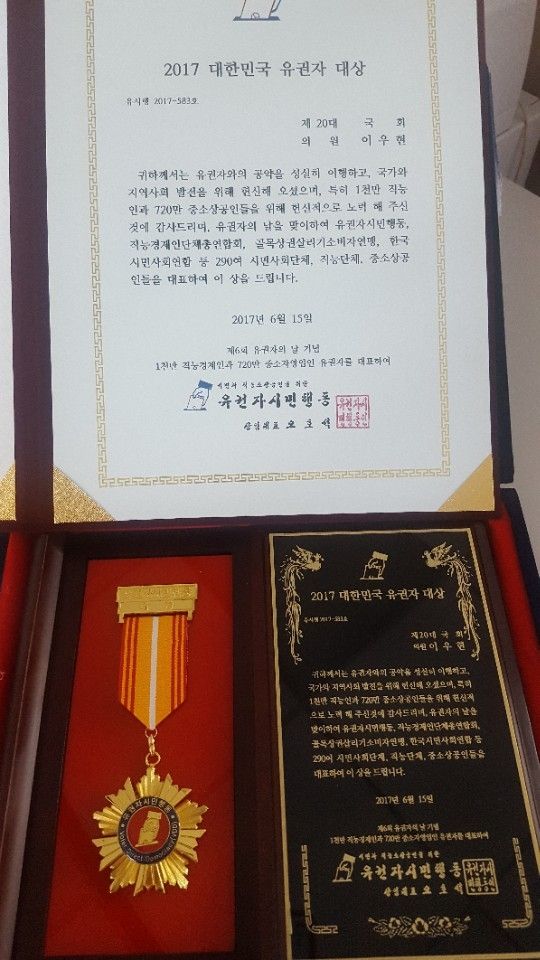 2017 대한민국 유권자 대상
유시행 2017-583호
제20대 국 회
의 원 이우현
귀하께서는 유권자와의 공약을 성실히 이행하고, 국가와
지역사회 발전을 위해 헌신해 오셨으며, 특히 1천만 직능
인과 720만 중소상공인들을 위해 헌신적으로 노력 해 주신
것에 감사드리며, 유권자의 날을 맞이하여 유권자시민행동,
직능경제인단체총연합회, 골목상권살리기소비자연맹, 한국
시민사회연합 등 290여 시민사회단체, 직능단체, 중소상공
인들을 대표하여 이 상을 드립니다.
2017년 6월 15일
제6회 유권자의 날 기념
1천만 직능경제인과 720만 중소자영업인 유권자를 대표하여
유권자시민행동
상임대표 오호석
유권자시민행동
2017 대한민국 유권자 대상
유시행 2017-583호
제20대 국 회
의원 이우현
귀하께서는 유권자와의 공약을 성실히 이행하고,
국가와 지역사회 발전을 위해 헌신해 오셨으며, 특히
1천만 직능인과 720만 중소상공인들을 위해 헌신적
으로 노력 해 주신것에 감사드리며, 유권자의 날을
맞이하여 유권자시민행동, 직능경제인단체총연합회,
골목상권살리기소비자연맹, 한국시민사회연합 등
290여 시민사회단체, 직능단체, 중소상공인들을
대표하여 이 상을 드립니다.
2017년 6월 15일
제6회 유권자의 날 기념
1천만 직능경제인과 720만 중소자영업인 유권자를 대표하여
유권자시민행동
상임대표 오호석